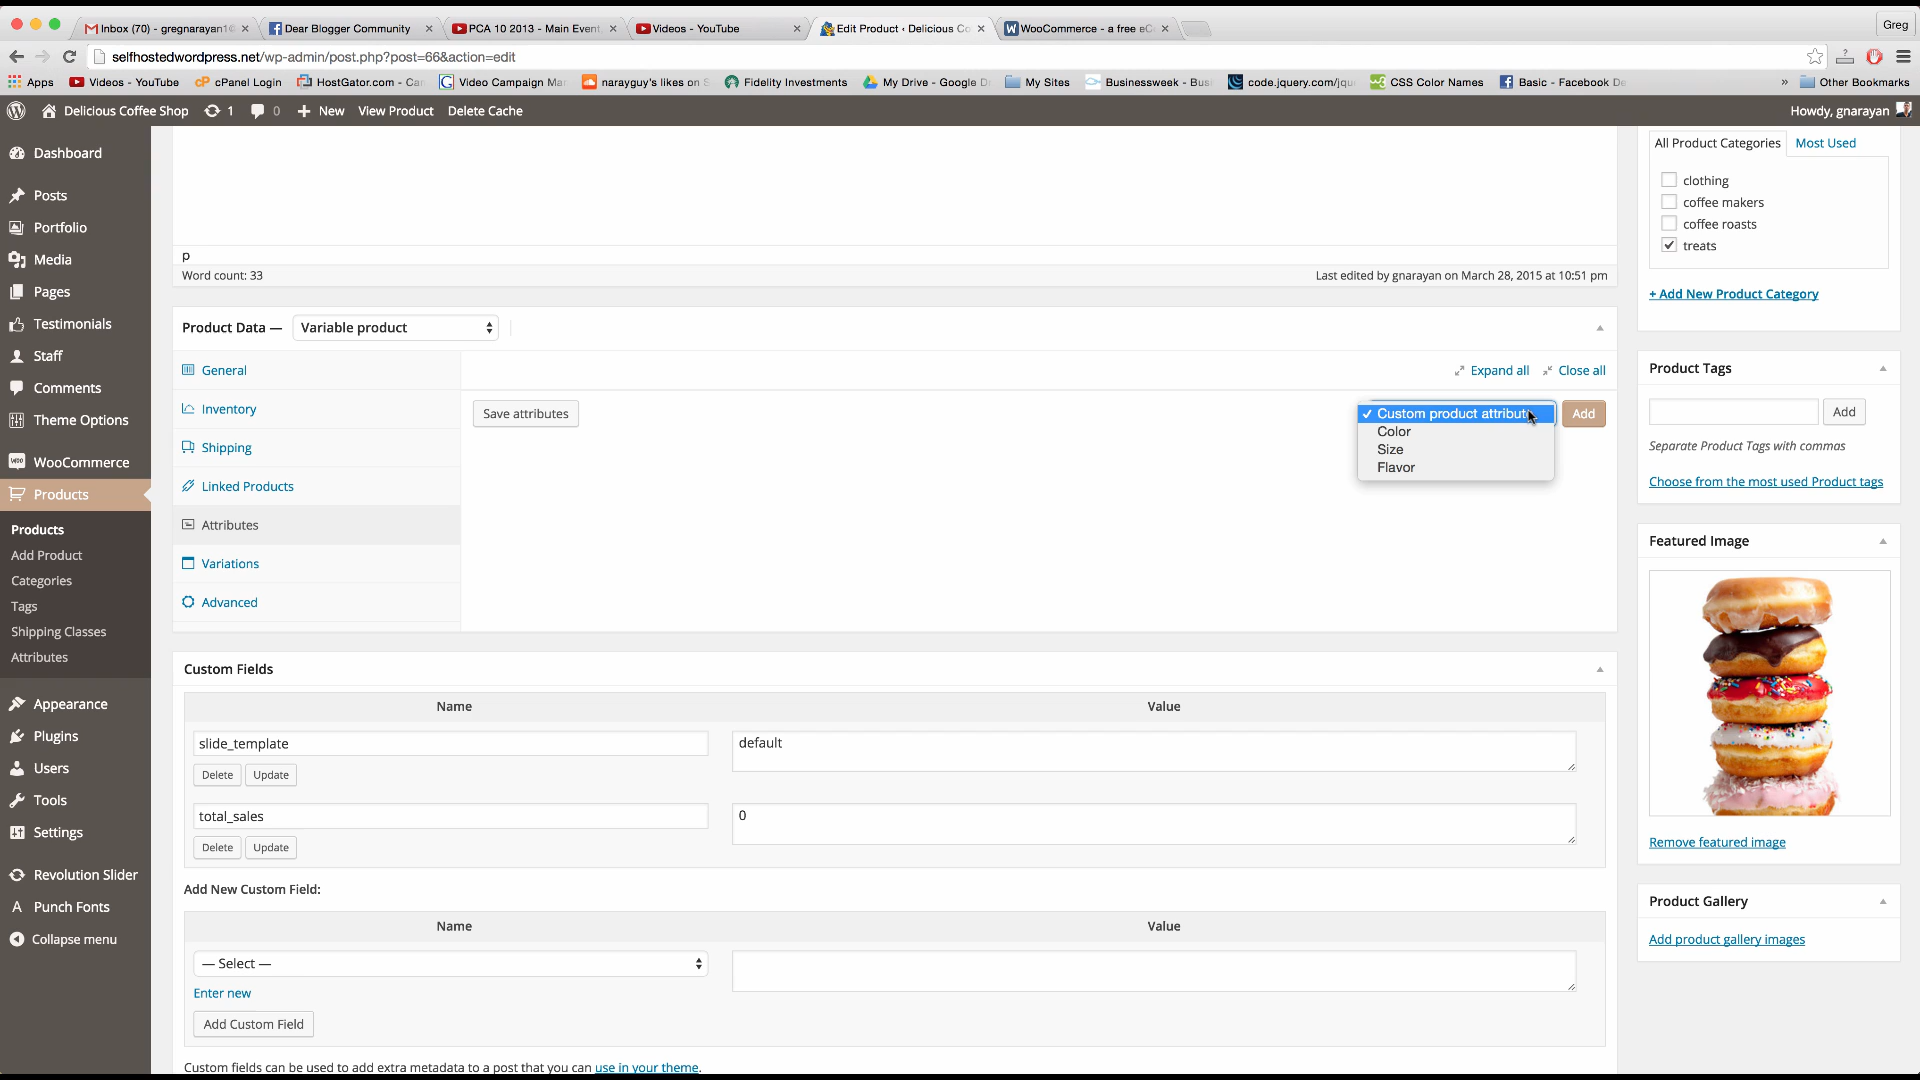 Inbox (70) - gregnarayan1
Dear Blogger Community
PCA 10 2013 - Main Event
Videos - YouTube
Edit Product ‹ Delicious Co
WooCommerce - a free eC
Greg
selfhostedwordpress.net/wp-admin/post.php?post=66&action=edit
Apps
Videos - YouTube
cPanel Login
HostGator.com - Ca
Video Campaign Ma
narayguy's likes on S
Fidelity Investments
My Drive - Google D
My Sites
Businessweek - Bus
code.jquery.com/jqu
CSS Color Names
Basic - Facebook De
»
Other Bookmarks
Delicious Coffee Shop
1
0
+ New
View Product
Delete Cache
Howdy, gnarayan
Dashboard
Posts
Portfolio
Media
Pages
Testimonials
Staff
Comments
Theme Options
WooCommerce
Products
Products
Add Product
Categories
Tags
Shipping Classes
Attributes
Appearance
Plugins
Users
Tools
Settings
Revolution Slider
Punch Fonts
Collapse menu
p
Word count: 33
Last edited by gnarayan on March 28, 2015 at 10:51 pm
Product Data —
Variable product
General
Inventory
Shipping
Linked Products
Attributes
Variations
Advanced
Expand all
Close all
Save attributes
✓ Custom product attribute
Color
Size
Flavor
Add
Custom Fields
Name
Value
slide_template
default
Delete
Update
total_sales
0
Delete
Update
Add New Custom Field:
Name
Value
— Select —
Enter new
Add Custom Field
Custom fields can be used to add extra metadata to a post that you can use in your theme.
All Product Categories
Most Used
clothing
coffee makers
coffee roasts
treats
+ Add New Product Category
Product Tags
Add
Separate Product Tags with commas
Choose from the most used Product tags
Featured Image
Remove featured image
Product Gallery
Add product gallery images